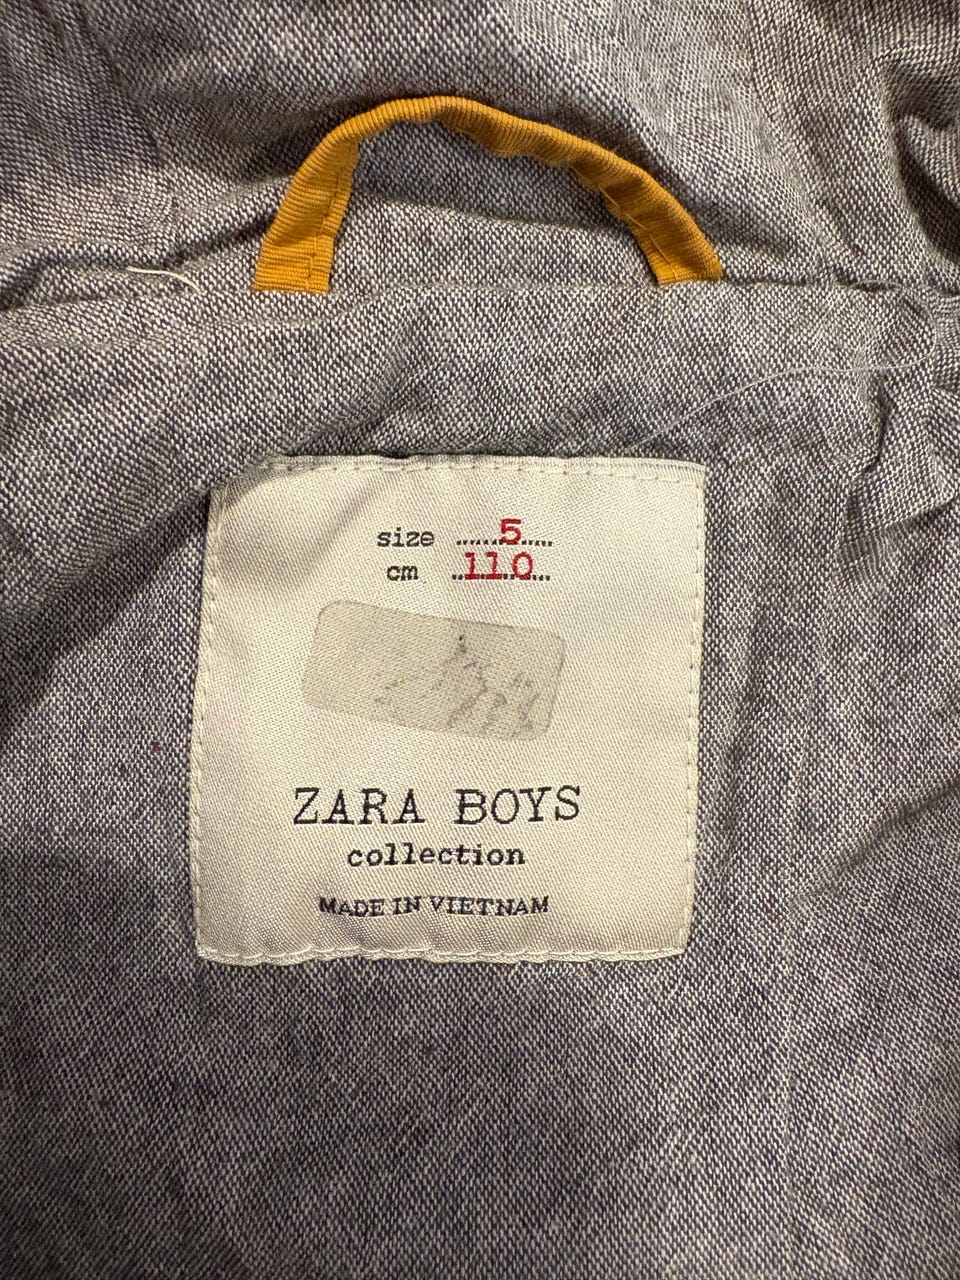 size ......5.....
cm ..110...
ZARA BOYS
collection
MADE IN VIETNAM